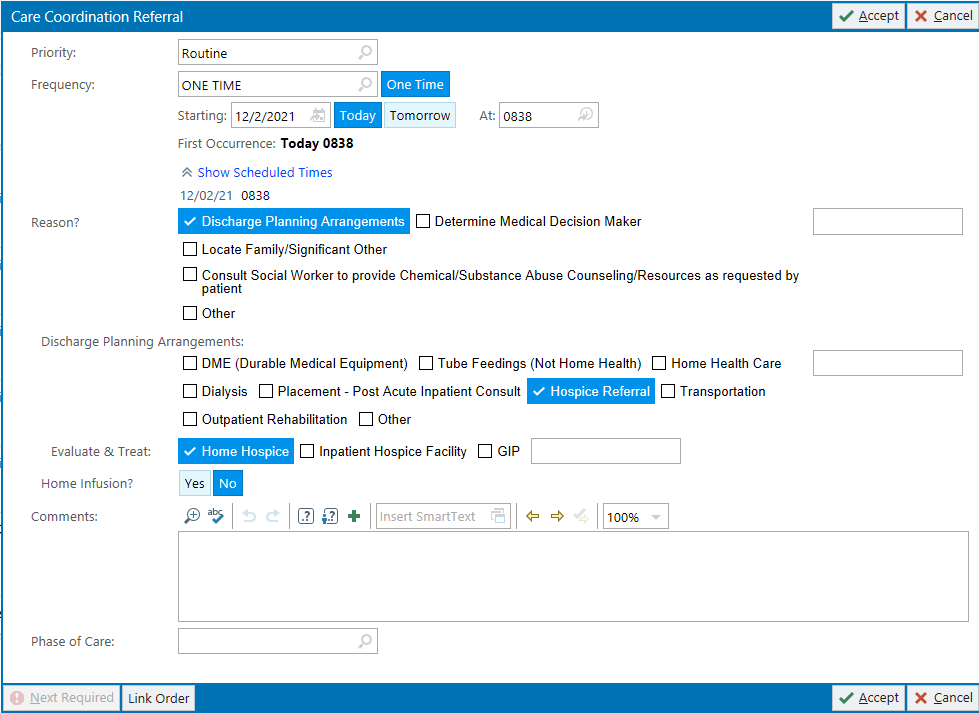 Care Coordination Referral Accept Cancel
Priority: Routine
Frequency: ONE TIME One Time
Starting: 12/2/2021 Today Tomorrow At: 0838
First Occurrence: Today 0838
Show Scheduled Times
12/02/21 0838
Reason? Discharge Planning Arrangements Determine Medical Decision Maker
Locate Family/Significant Other
Consult Social Worker to provide Chemical/Substance Abuse Counseling/Resources as requested by
patient
Other
Discharge Planning Arrangements:
DME (Durable Medical Equipment) Tube Feedings (Not Home Health) Home Health Care
Dialysis Placement - Post Acute Inpatient Consult Hospice Referral Transportation
Outpatient Rehabilitation Other
Evaluate & Treat: Home Hospice Inpatient Hospice Facility GIP
Home Infusion? Yes No
Comments: abc Insert SmartText 100%
Phase of Care:
Next Required Link Order Accept Cancel